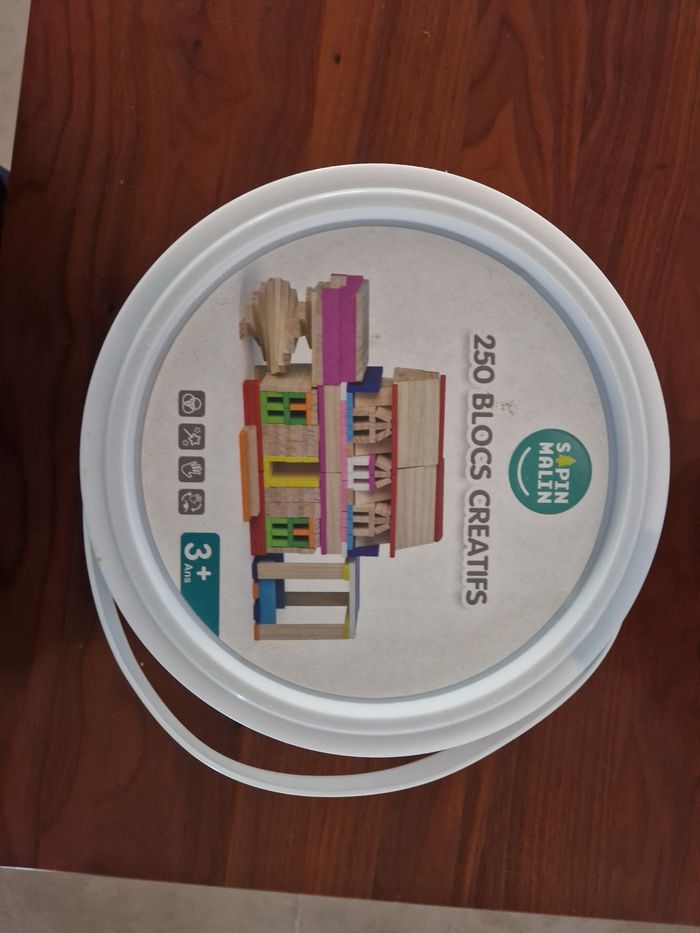 SAPIN
MALIN
250 BLOCS CREATIFS
3+
Ans